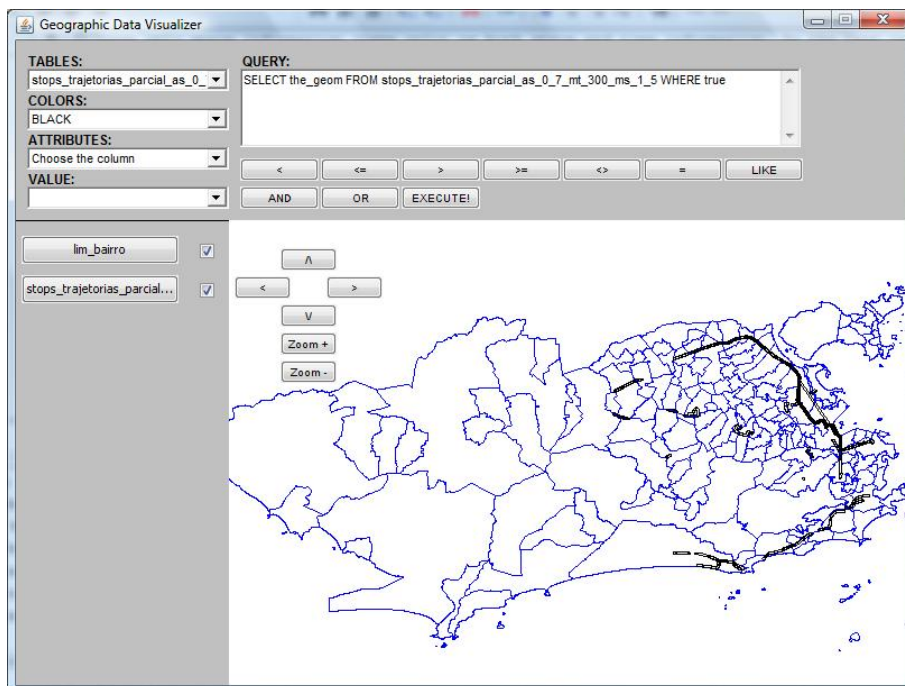 Geographic Data Visualizer
TABLES:
stops_trajetorias_parcial_as_0_
COLORS:
BLACK
ATTRIBUTES:
Choose the column
VALUE:
QUERY:
SELECT the_geom FROM stops_trajetorias_parcial_as_0_7_mt_300_ms_1_5 WHERE true
< <= > >= <> = LIKE
AND OR EXECUTE!
lim_bairro
stops_trajetorias_parcial...
/\
< >
\/
Zoom +
Zoom -